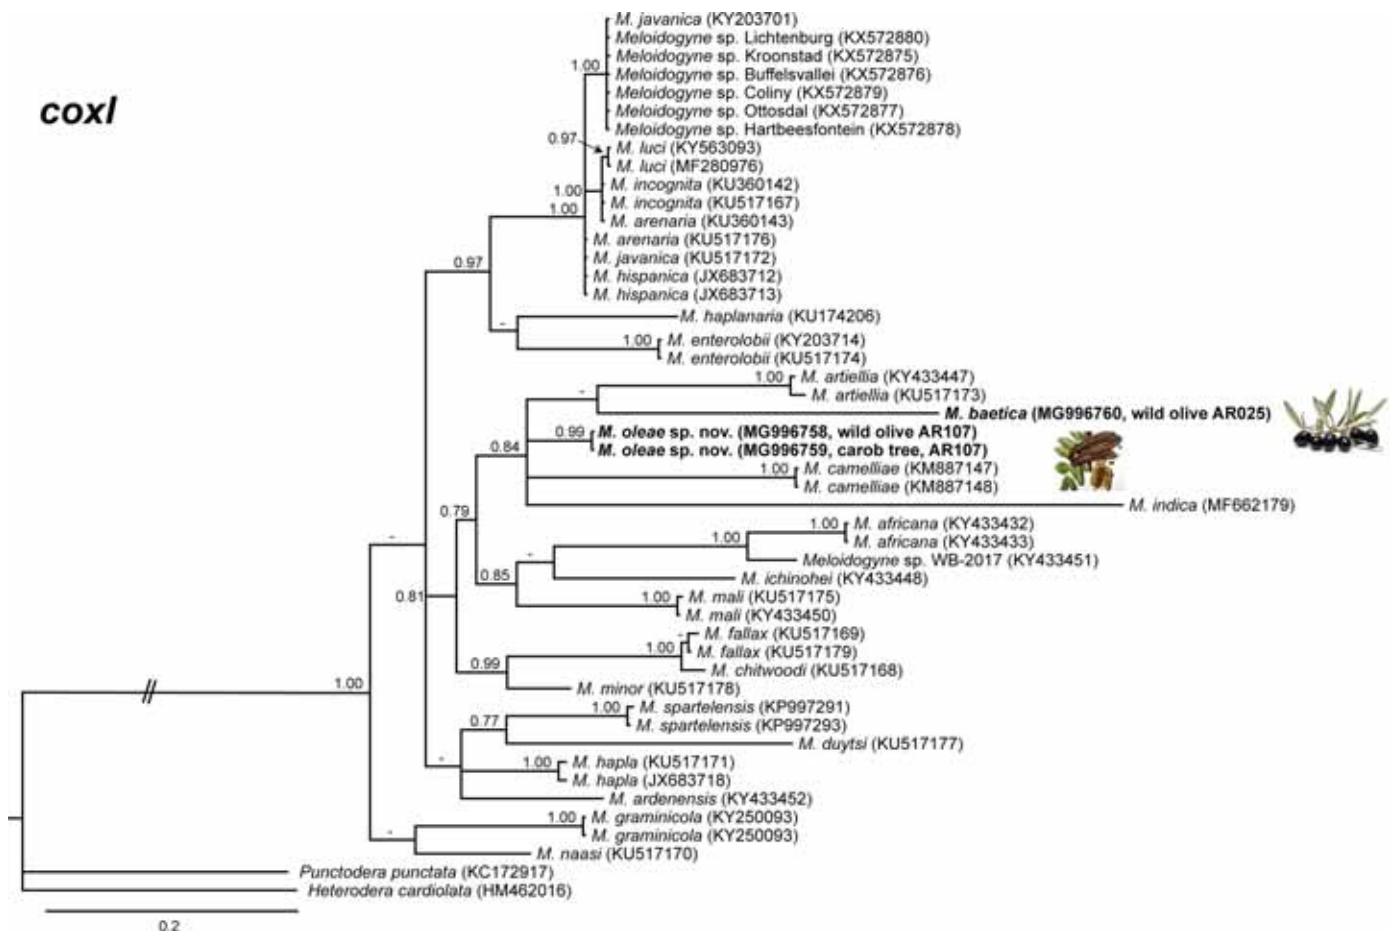 coxI
M. javanica (KY203701)
Meloidogyne sp. Lichtenburg (KX572880)
Meloidogyne sp. Kroonstad (KX572875)
1.00
Meloidogyne sp. Buffelsvallei (KX572876)
Meloidogyne sp. Coliny (KX572879)
Meloidogyne sp. Ottosdal (KX572877)
Meloidogyne sp. Hartbeesfontein (KX572878)
0.97
M. luci (KY563093)
M. luci (MF280976)
M. incognita (KU360142)
1.00
M. incognita (KU517167)
1.00
M. arenaria (KU360143)
M. arenaria (KU517176)
M. javanica (KU517172)
0.97
M. hispanica (JX683712)
M. hispanica (JX683713)
M. haplanaria (KU174206)
-
1.00
M. enterolobii (KY203714)
M. enterolobii (KU517174)
1.00
M. artiellia (KY433447)
-
M. artiellia (KU517173)
M. baetica (MG996760, wild olive AR025)
0.99
M. oleae sp. nov. (MG996758, wild olive AR107)
0.84
M. oleae sp. nov. (MG996759, carob tree, AR107)
1.00
M. camelliae (KM887147)
M. camelliae (KM887148)
M. indica (MF662179)
0.79
1.00
M. africana (KY433432)
1.00
M. africana (KY433433)
-
-
Meloidogyne sp. WB-2017 (KY433451)
0.85
M. ichinohei (KY433448)
0.81
1.00
M. mali (KU517175)
M. mali (KY433450)
-
M. fallax (KU517169)
1.00
M. fallax (KU517179)
0.99
M. chitwoodi (KU517168)
1.00
M. minor (KU517178)
1.00
M. spartelensis (KP997291)
0.77
M. spartelensis (KP997293)
M. duytsi (KU517177)
-
1.00
M. hapla (KU517171)
M. hapla (JX683718)
M. ardenensis (KY433452)
1.00
M. graminicola (KY250093)
-
M. graminicola (KY250093)
M. naasi (KU517170)
Punctodera punctata (KC172917)
Heterodera cardiolata (HM462016)
0.2